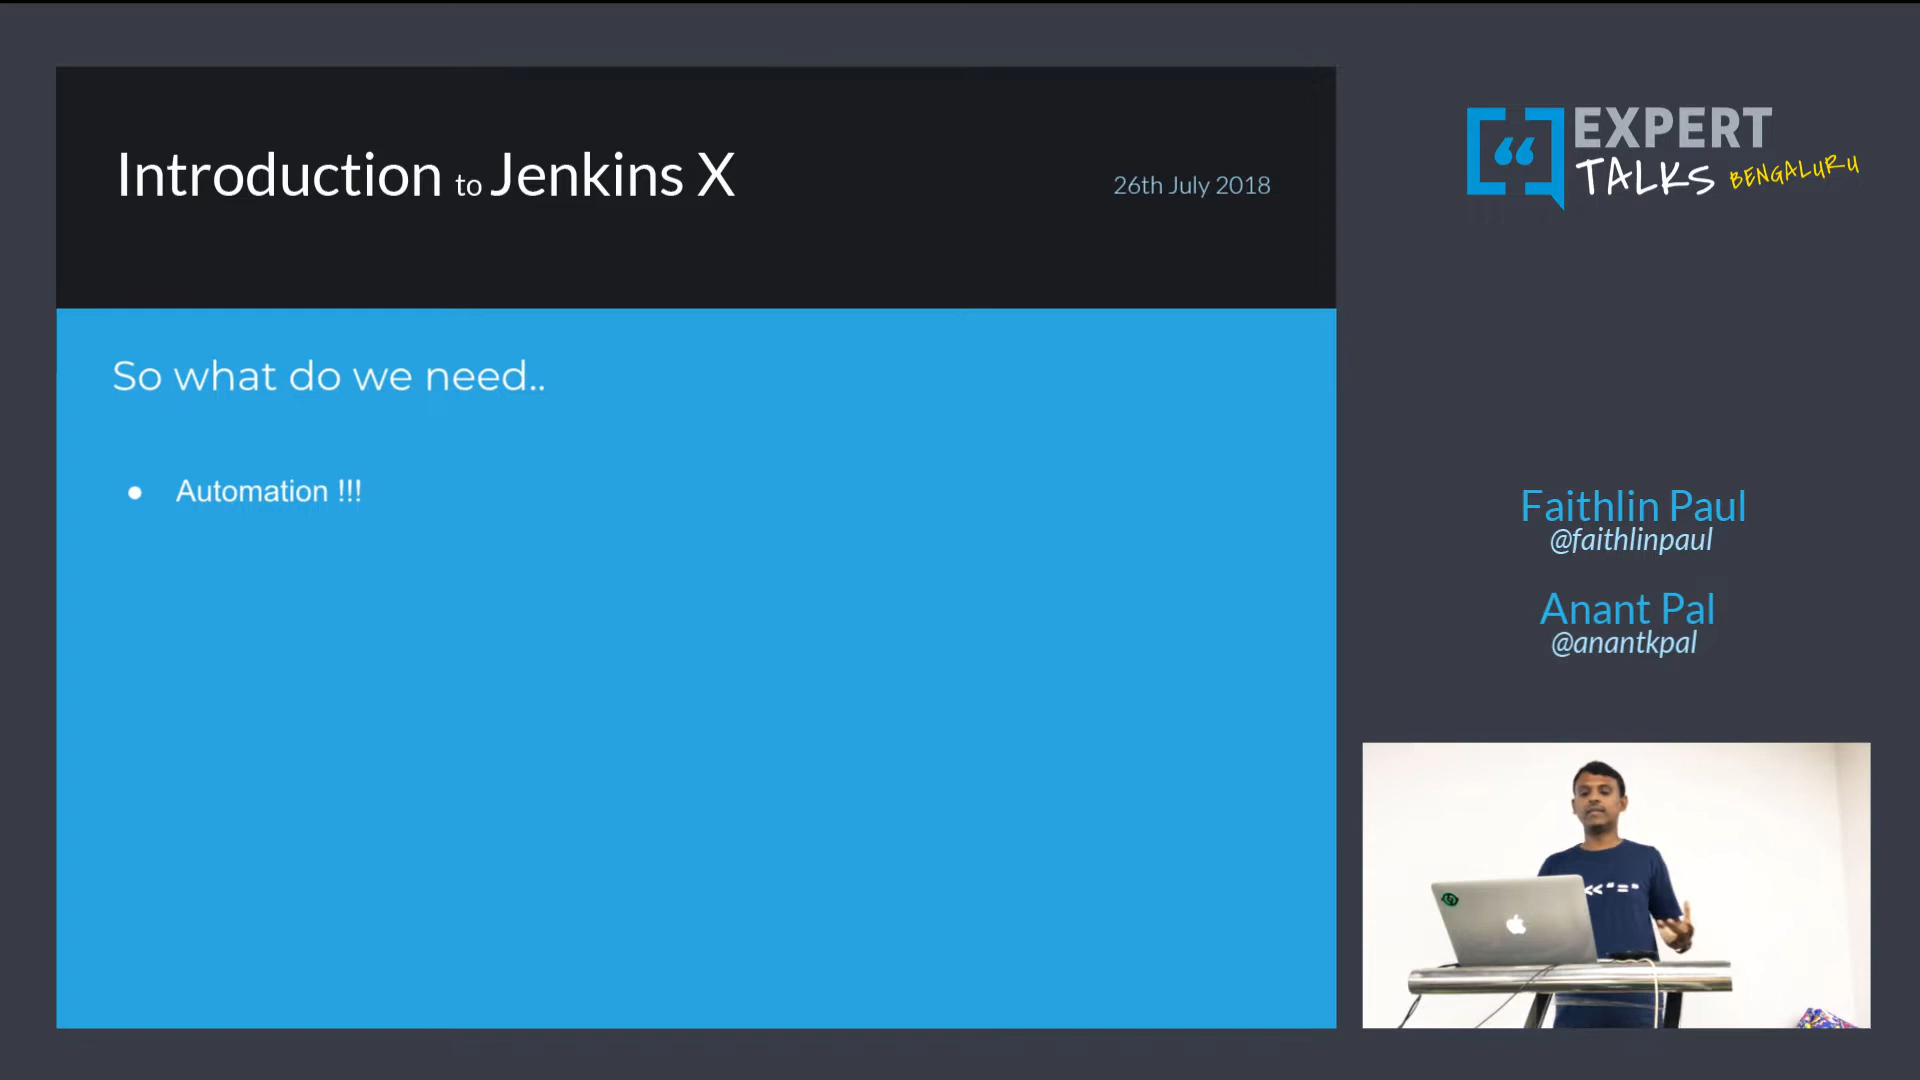 Introduction to Jenkins X
26th July 2018
So what do we need..
● Automation !!!
EXPERT
TALKS BENGALURU
Faithlin Paul
@faithlinpaul
Anant Pal
@anantkpal
<< "="